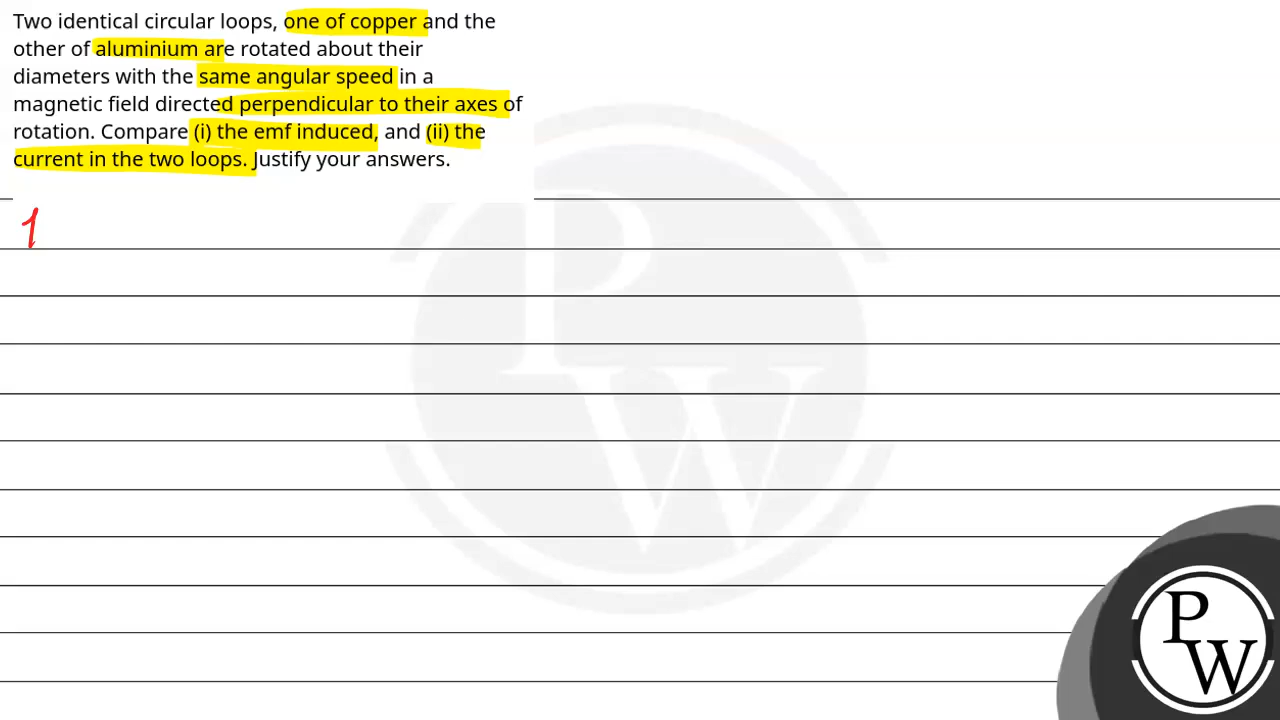 Two identical circular loops, one of copper and the
other of aluminium are rotated about their
diameters with the same angular speed in a
magnetic field directed perpendicular to their axes of
rotation. Compare (i) the emf induced, and (ii) the
current in the two loops. Justify your answers.
1
P
W
P
W